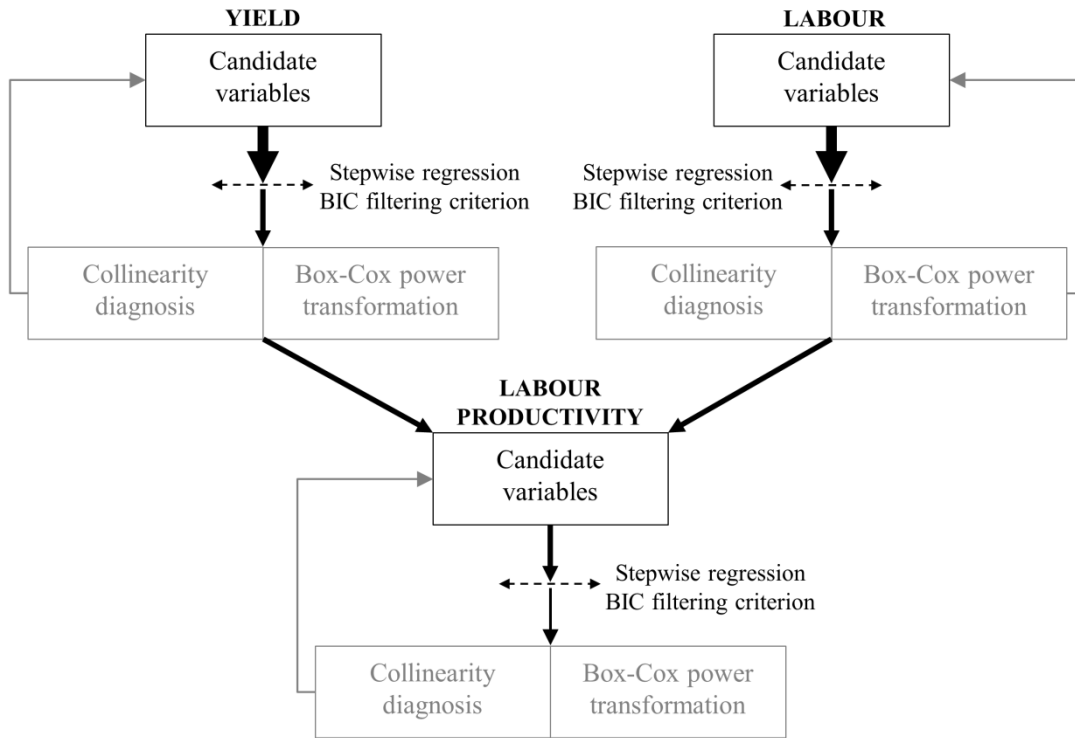 YIELD
Candidate
variables
Stepwise regression
BIC filtering criterion
Collinearity
diagnosis
Box-Cox power
transformation
LABOUR
Candidate
variables
Stepwise regression
BIC filtering criterion
Collinearity
diagnosis
Box-Cox power
transformation
LABOUR
PRODUCTIVITY
Candidate
variables
Stepwise regression
BIC filtering criterion
Collinearity
diagnosis
Box-Cox power
transformation